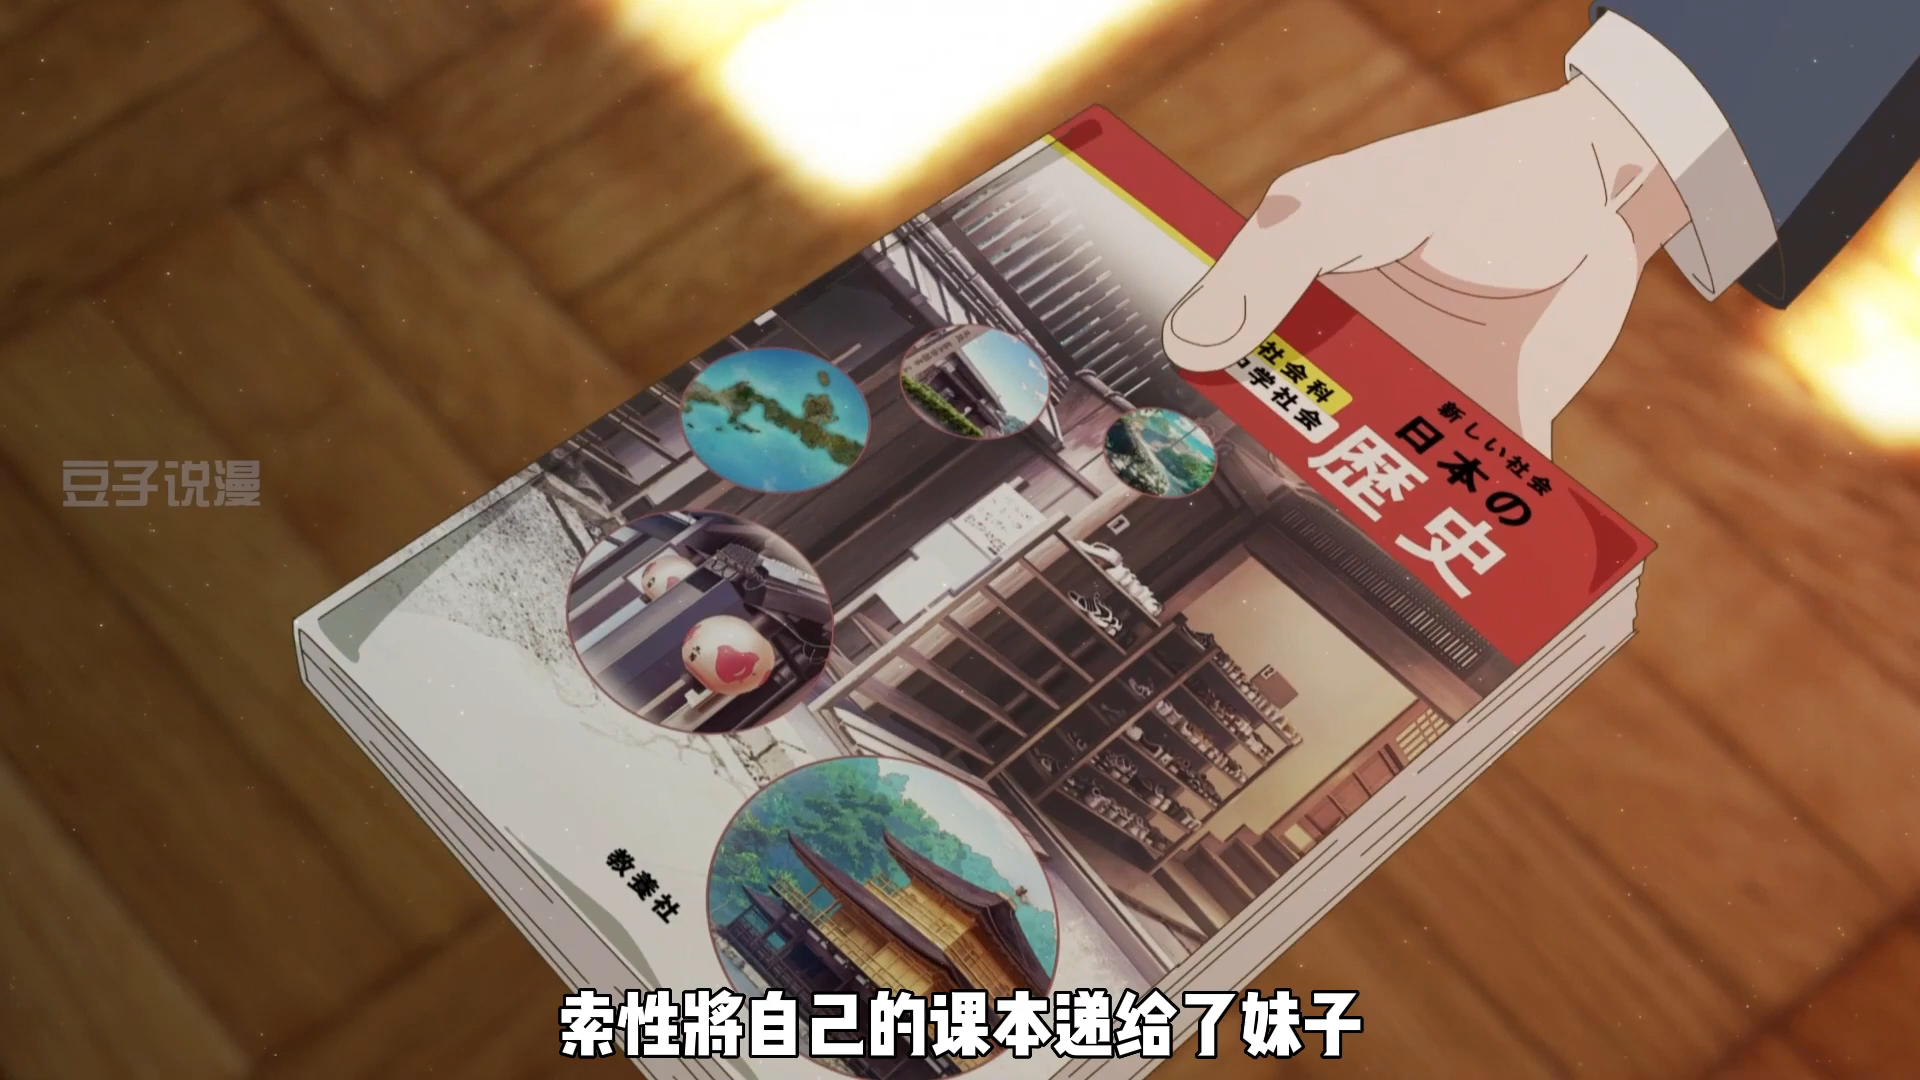 社会科
中学社会
新しい社会
日本の
歴史
豆子说漫
教養社
索性將自己的课本递给了妹子